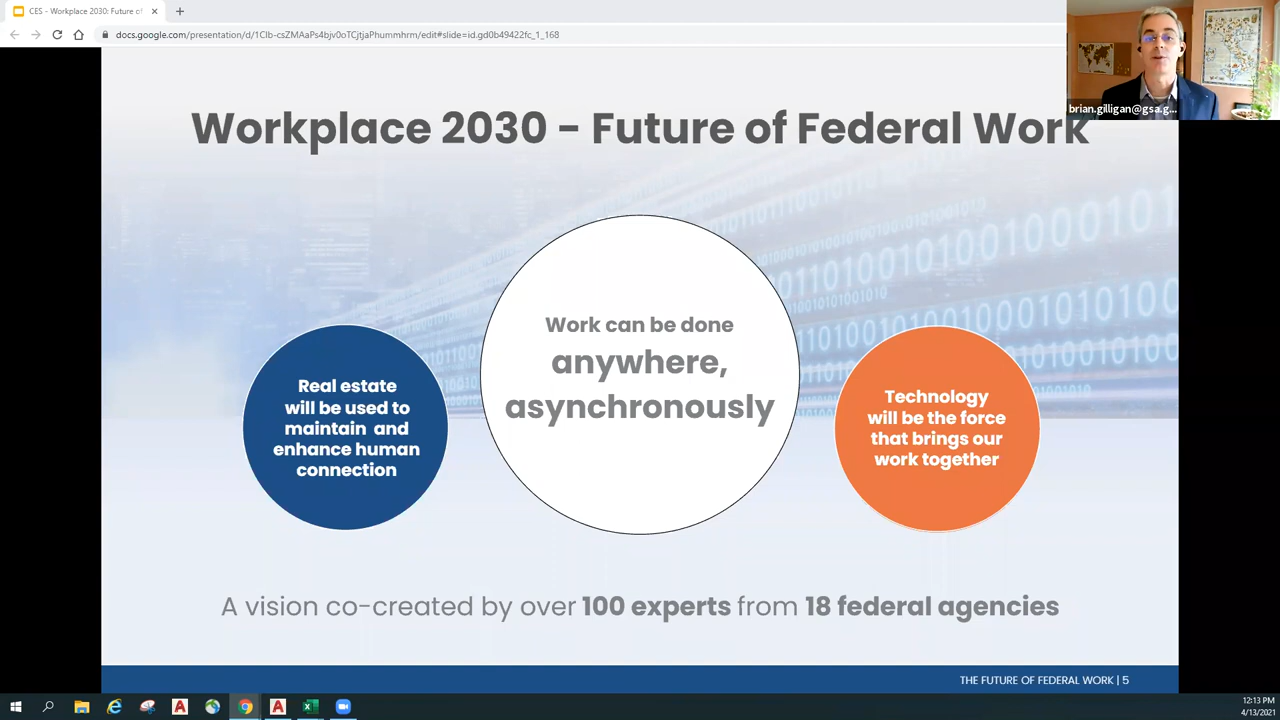 CES - Workplace 2030: Future of
docs.google.com/presentation/d/1CIb-csZMAaPs4bjv0oTCjtjaPhummhrm/edit#slide=id.gd0b49422fc_1_168
brian.gilligan@gsa.g...
Workplace 2030 - Future of Federal Work
Work can be done
anywhere,
asynchronously
Real estate
will be used to
maintain and
enhance human
connection
Technology
will be the force
that brings our
work together
A vision co-created by over 100 experts from 18 federal agencies
THE FUTURE OF FEDERAL WORK | 5
12:13 PM
4/13/2021